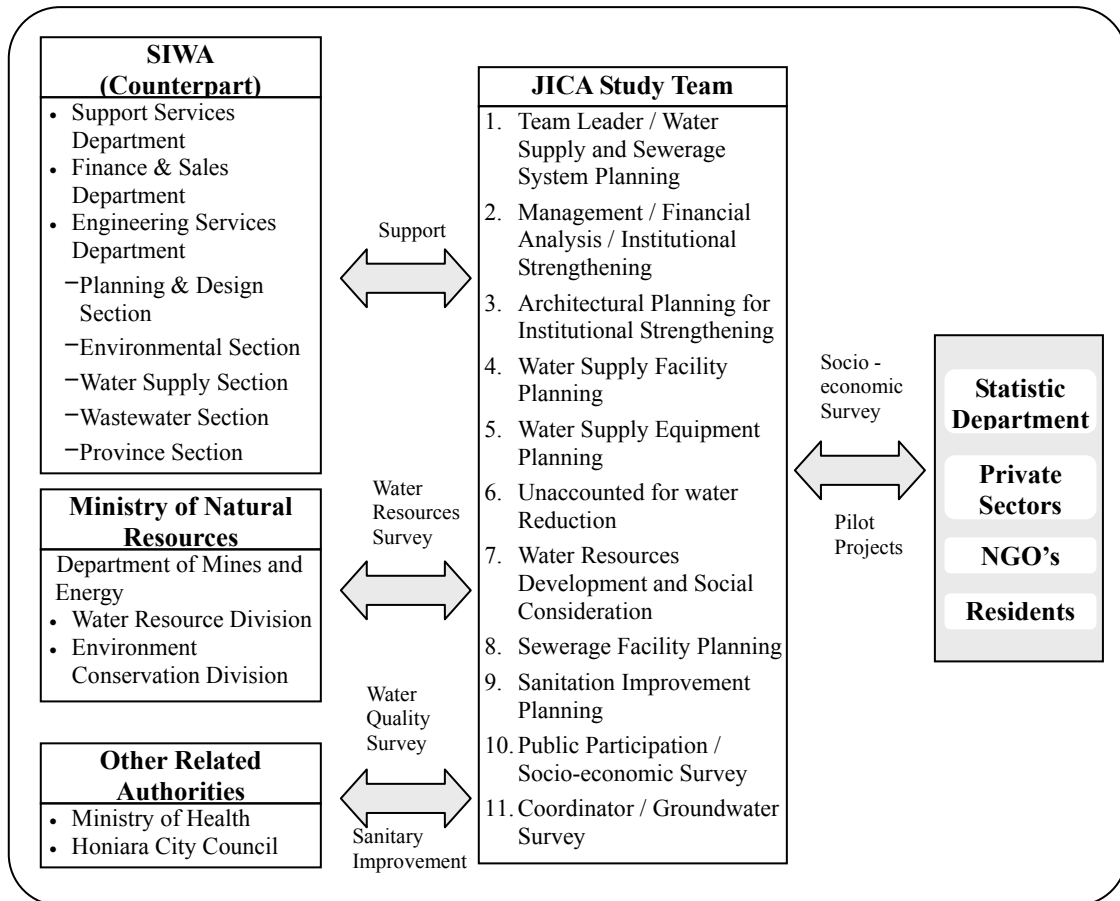 SIWA
(Counterpart)
• Support Services
Department
• Finance & Sales
Department
• Engineering Services
Department
−Planning & Design
Section
−Environmental Section
−Water Supply Section
−Wastewater Section
−Province Section
Ministry of Natural
Resources
Department of Mines and
Energy
• Water Resource Division
• Environment
Conservation Division
Other Related
Authorities
• Ministry of Health
• Honiara City Council
Support
Water
Resources
Survey
Water
Quality
Survey
Sanitary
Improvement
JICA Study Team
1. Team Leader / Water
Supply and Sewerage
System Planning
2. Management / Financial
Analysis / Institutional
Strengthening
3. Architectural Planning for
Institutional Strengthening
4. Water Supply Facility
Planning
5. Water Supply Equipment
Planning
6. Unaccounted for water
Reduction
7. Water Resources
Development and Social
Consideration
8. Sewerage Facility Planning
9. Sanitation Improvement
Planning
10. Public Participation /
Socio-economic Survey
11. Coordinator / Groundwater
Survey
Socio -
economic
Survey
Pilot
Projects
Statistic
Department
Private
Sectors
NGO's
Residents